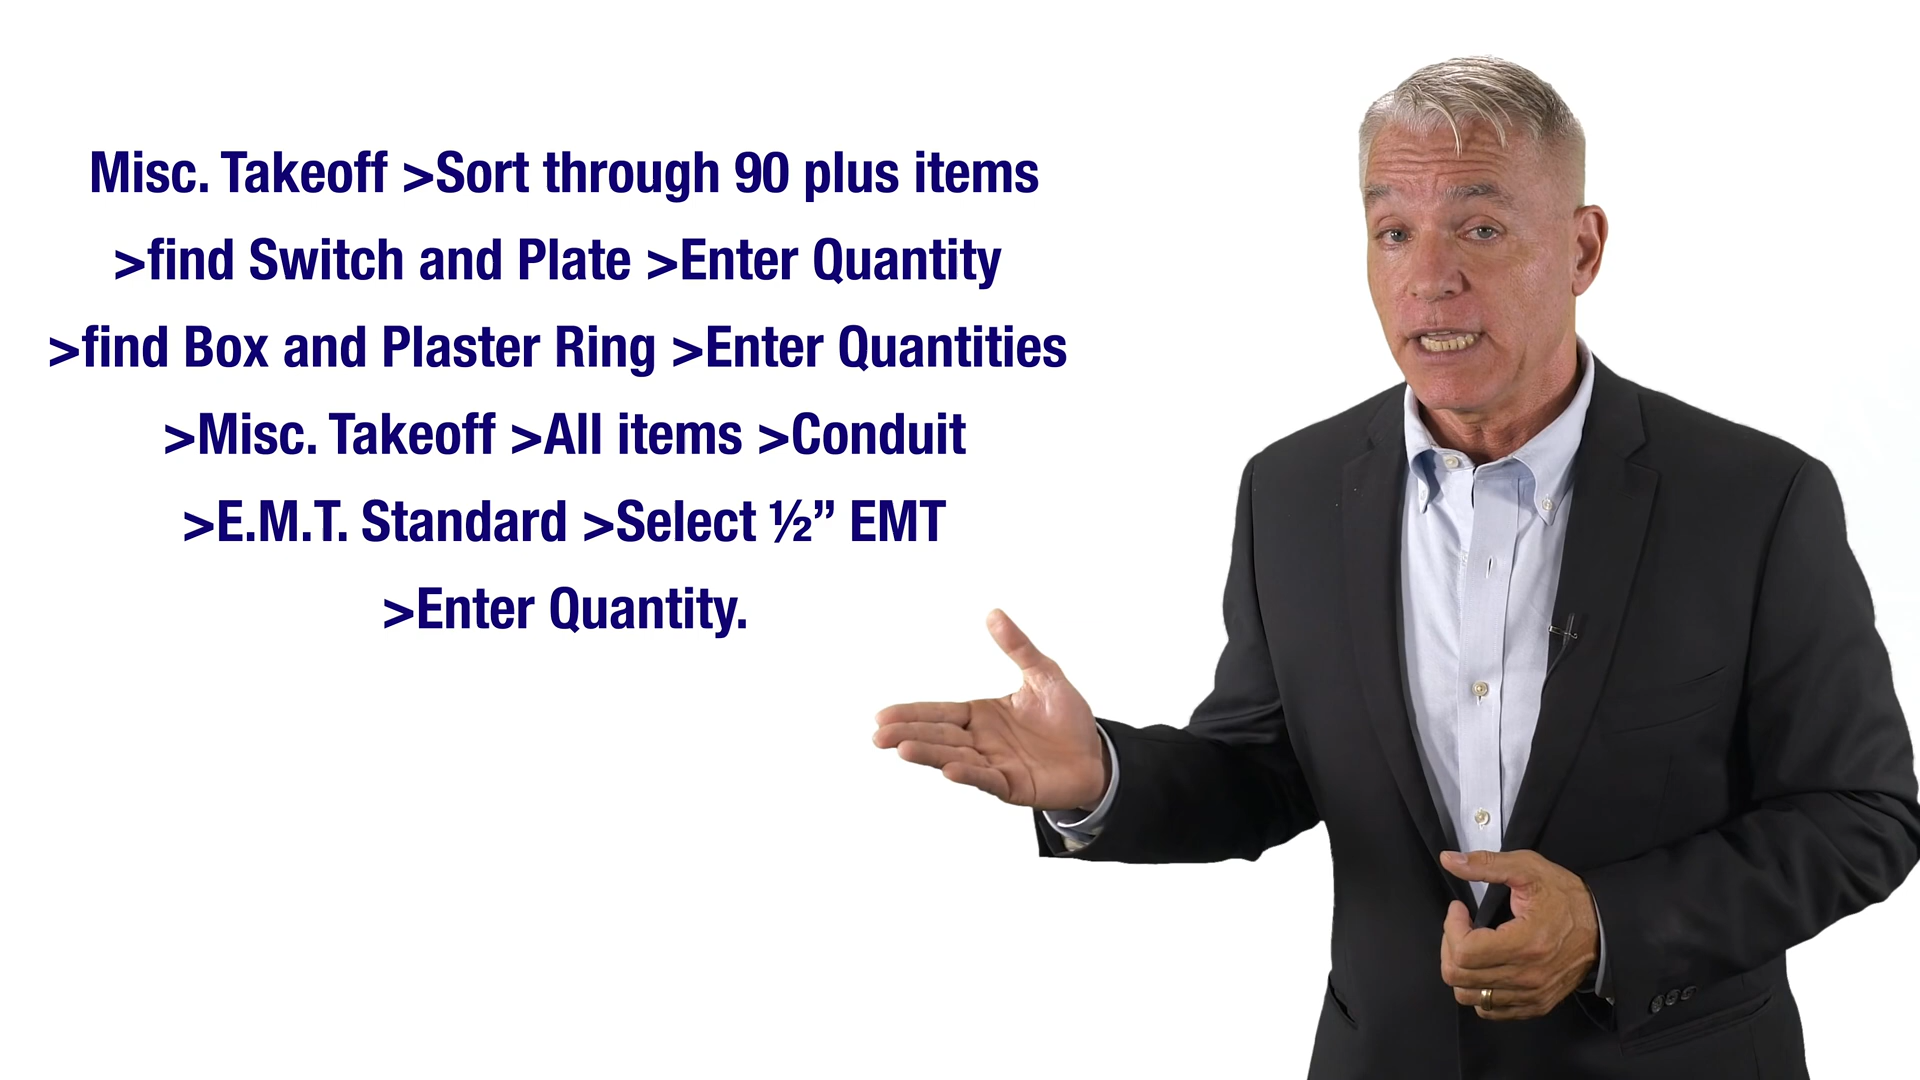 Misc. Takeoff >Sort through 90 plus items
>find Switch and Plate >Enter Quantity
>find Box and Plaster Ring >Enter Quantities
>Misc. Takeoff >All items >Conduit
>E.M.T. Standard >Select ½” EMT
>Enter Quantity.